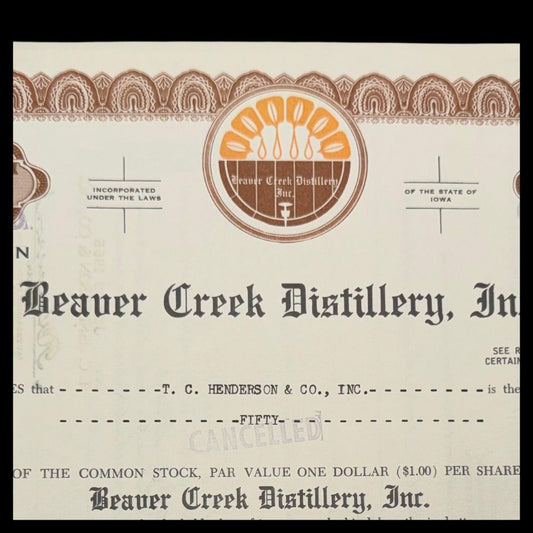 Beaver Creek Distillery
Inc.
INCORPORATED
UNDER THE LAWS
OF THE STATE OF
IOWA
N
Beaver Creek Distillery, In
SEE R
CERTAIN
ES that - - - - - - - -T. C. HENDERSON & CO., INC.- - - - - - - - - is the
- - - - - - - - - - - - - -FIFTY- - - - - - - - - - - - - - - -
CANCELLED
OF THE COMMON STOCK, PAR VALUE ONE DOLLAR ($1.00) PER SHARE
Beaver Creek Distillery, Inc.